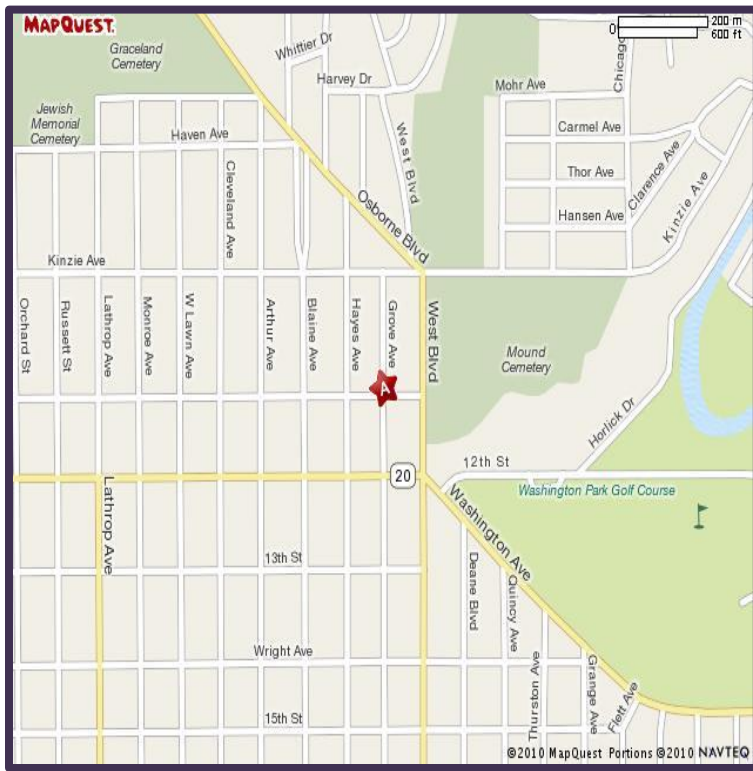 MAPQUEST.
200 m
0
600 ft
Graceland
Cemetery
Whittier Dr
Harvey Dr
Chicago
Mohr Ave
Jewish
Memorial
Cemetery
Haven Ave
West Blvd
Carmel Ave
Cleveland Ave
Thor Ave
Clarence Ave
Hansen Ave
Kinzie Ave
Osborne Blvd
Kinzie Ave
Orchard St
Russett St
Lathrop Ave
Monroe Ave
W Lawn Ave
Arthur Ave
Blaine Ave
Hayes Ave
Grove Ave
West Blvd
Mound
Cemetery
A
Horlick Dr
12th St
20
Washington Park Golf Course
Lathrop Ave
Washington Ave
13th St
Deane Blvd
Quincy Ave
Wright Ave
Thurston Ave
Grange Ave
Flett Ave
15th St
©2010 MapQuest Portions ©2010 NAVTEQ